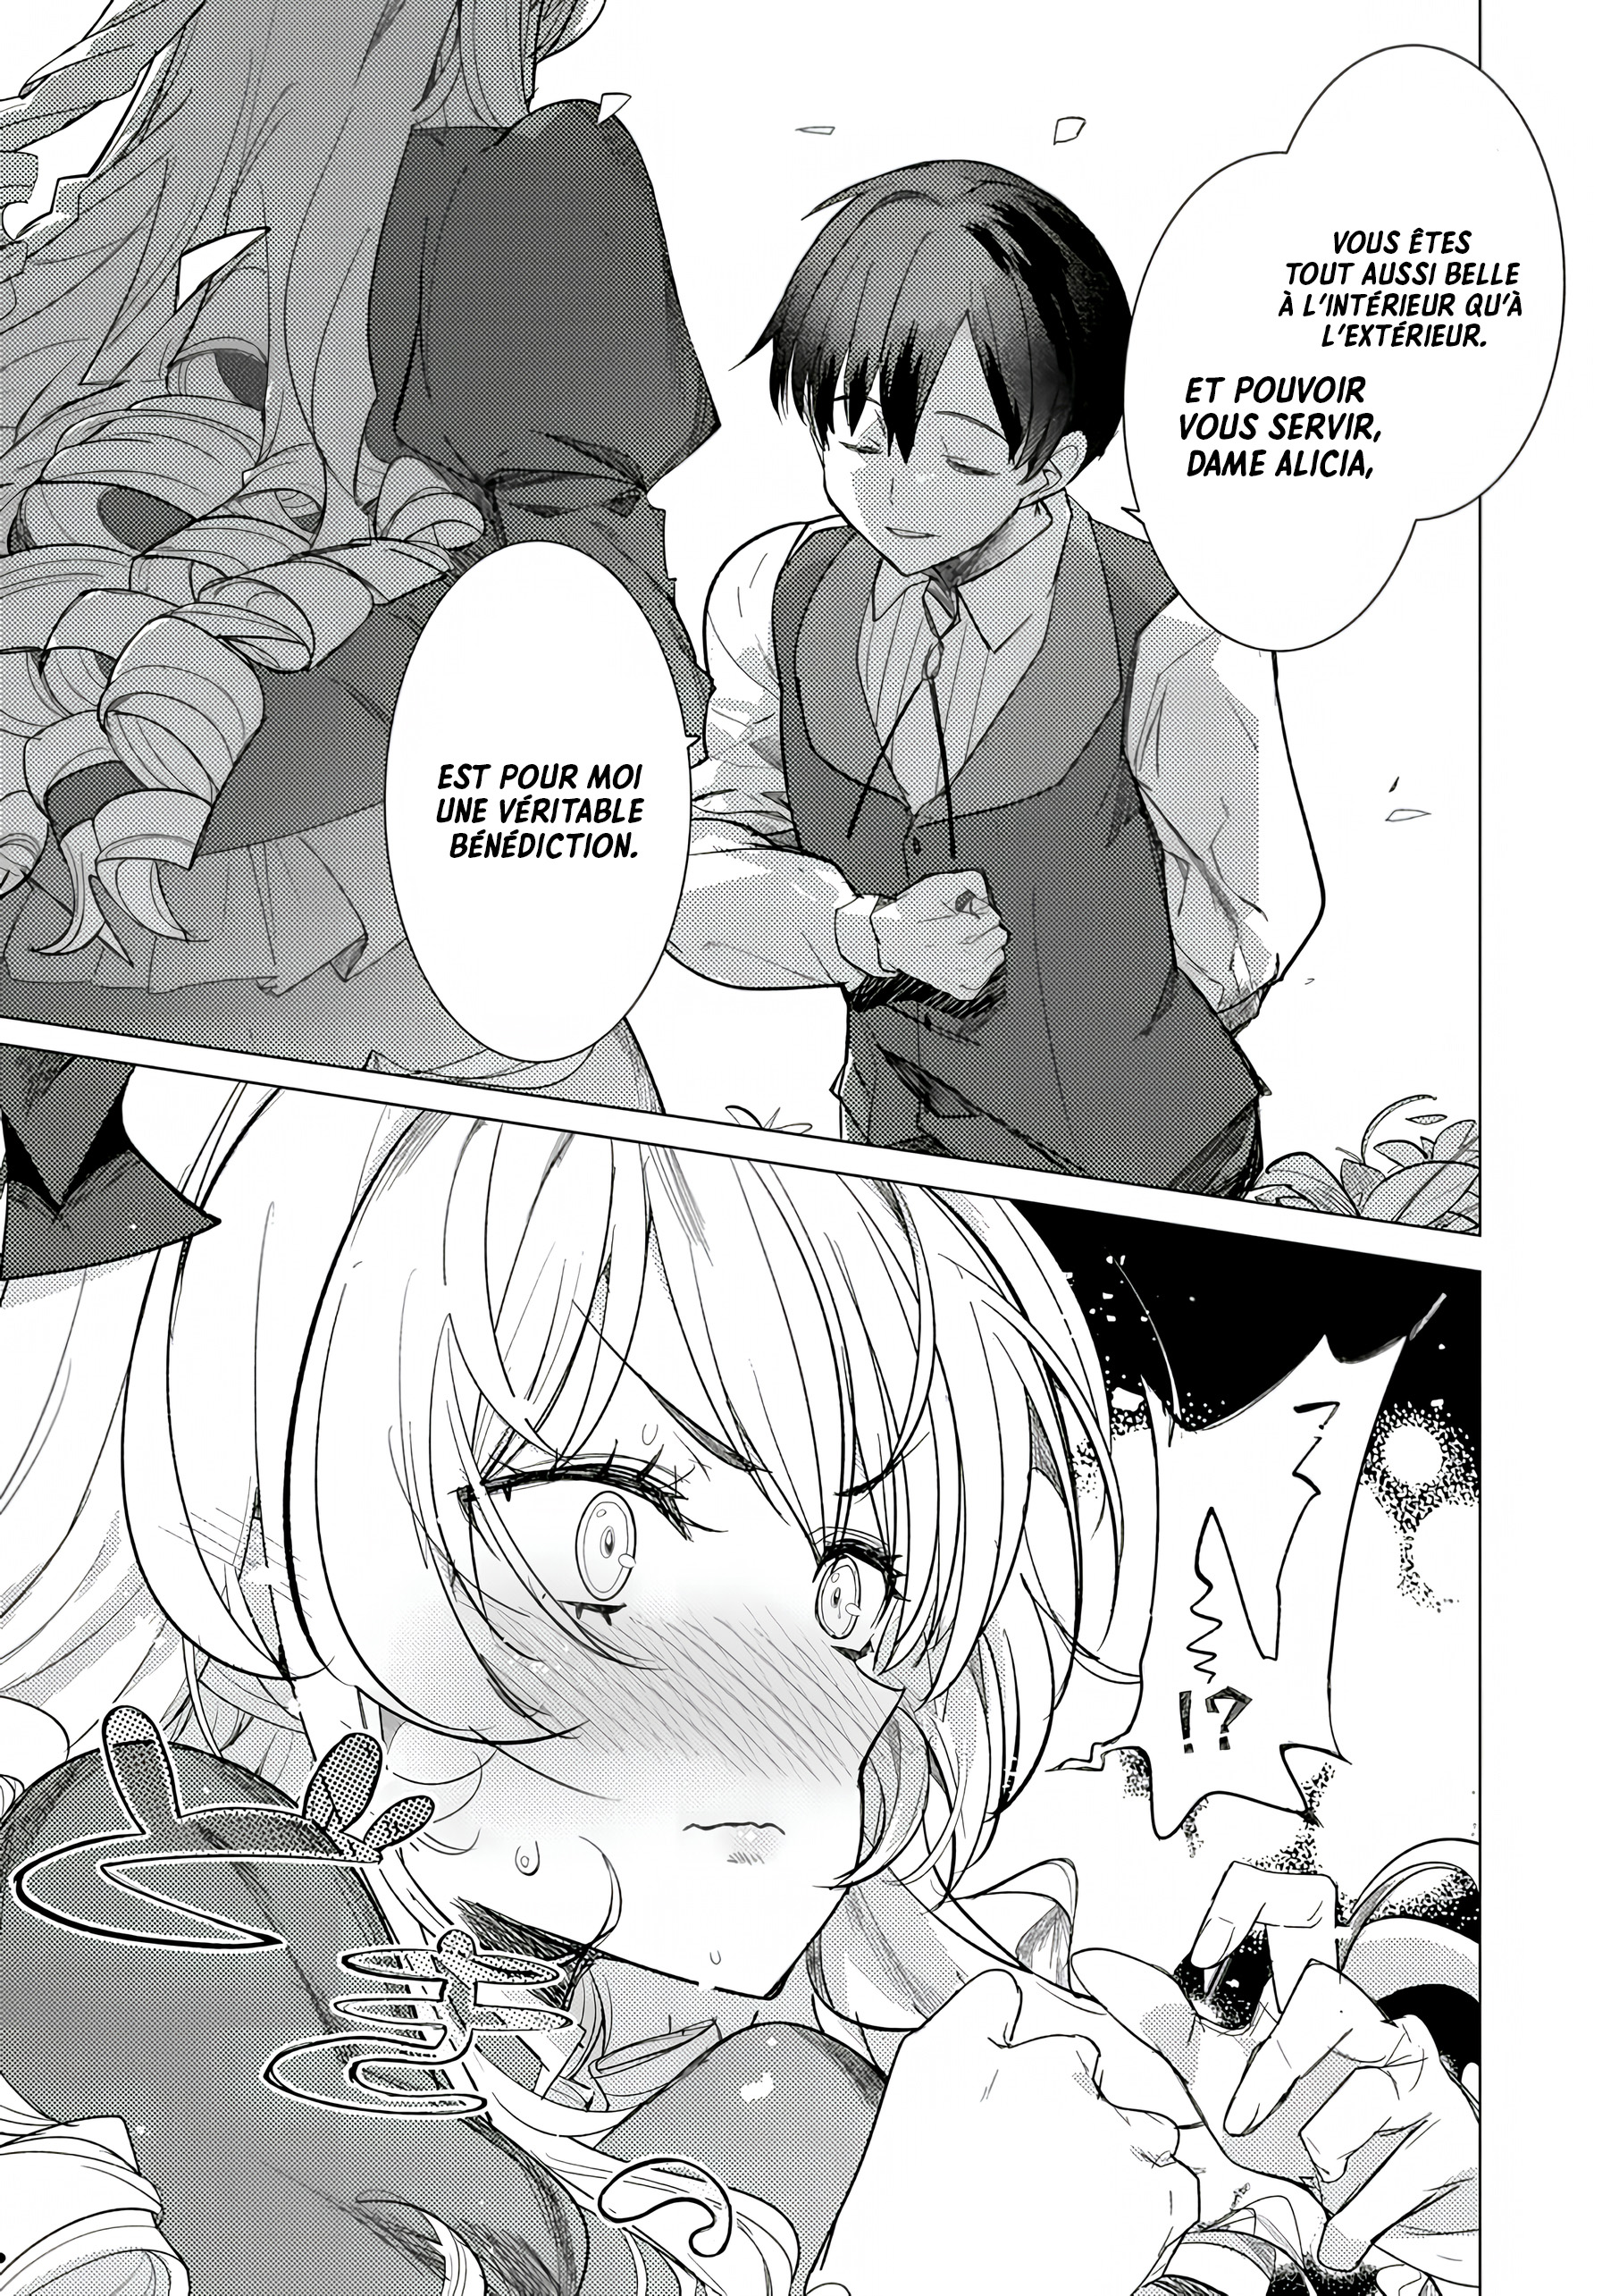 VOUS ÊTES
TOUT AUSSI BELLE
À L'INTÉRIEUR QU'À
L'EXTÉRIEUR.
ET POUVOIR
VOUS SERVIR,
DAME ALICIA,
EST POUR MOI
UNE VÉRITABLE
BÉNÉDICTION.
!?